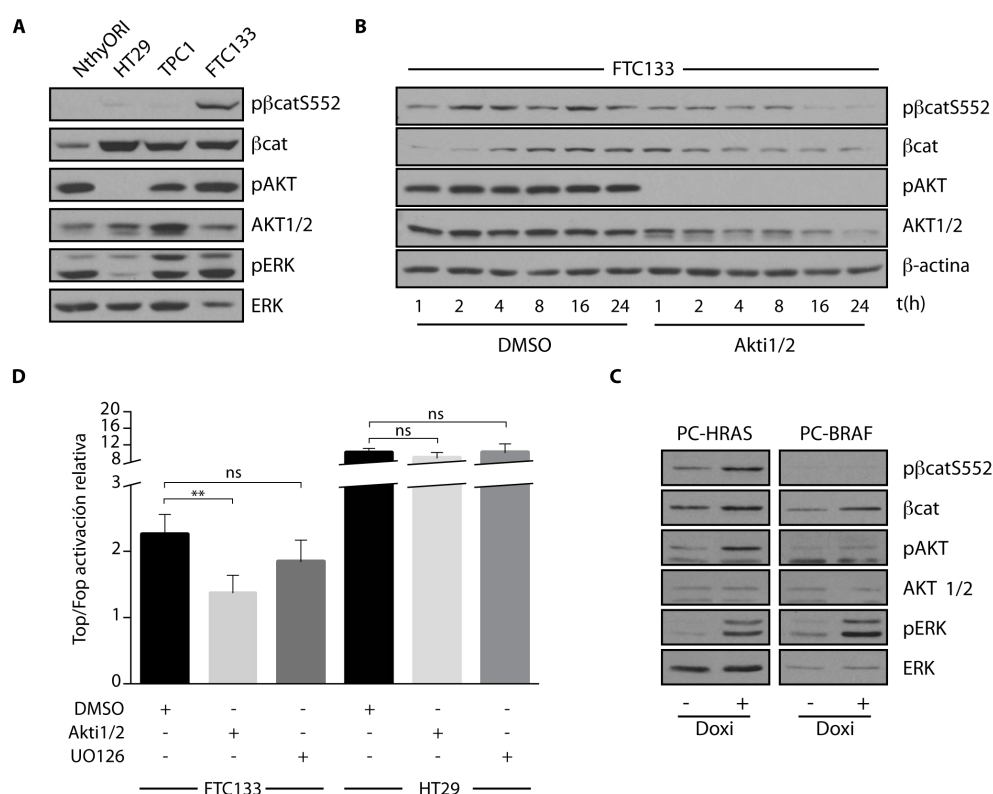 A
NthyORI HT29 TPC1 FTC133
pβcatS552
βcat
pAKT
AKT1/2
pERK
ERK
B
FTC133
pβcatS552
βcat
pAKT
AKT1/2
β-actina
1 2 4 8 16 24 1 2 4 8 16 24 t(h)
DMSO Akti1/2
D
Top/Fop activación relativa
20
16
12
8
3
2
1
0
ns
**
ns
ns
DMSO + - - + - -
Akti1/2 - + - - + -
UO126 - - + - - +
FTC133 HT29
C
PC-HRAS PC-BRAF
pβcatS552
βcat
pAKT
AKT 1/2
pERK
ERK
- + - +
Doxi Doxi